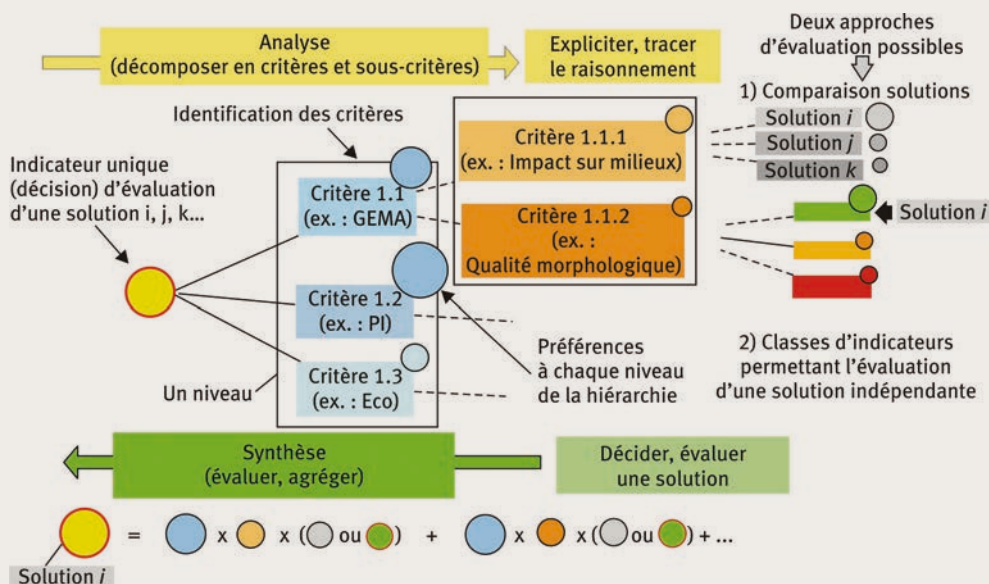 Analyse
(décomposer en critères et sous-critères)
Expliciter, tracer
le raisonnement
Deux approches
d'évaluation possibles
1) Comparaison solutions
Solution i
Solution j
Solution k
Identification des critères
Indicateur unique
(décision) d'évaluation
d'une solution i, j, k...
Critère 1.1
(ex. : GEMA)
Critère 1.1.1
(ex. : Impact sur milieux)
Critère 1.1.2
(ex. :
Qualité morphologique)
Solution i
Critère 1.2
(ex. : PI)
Critère 1.3
(ex. : Eco)
Un niveau
Préférences
à chaque niveau
de la hiérarchie
2) Classes d'indicateurs
permettant l'évaluation
d'une solution indépendante
Synthèse
(évaluer, agréger)
Décider, évaluer
une solution
= x x ( ou ) + x x ( ou ) + ...
Solution i